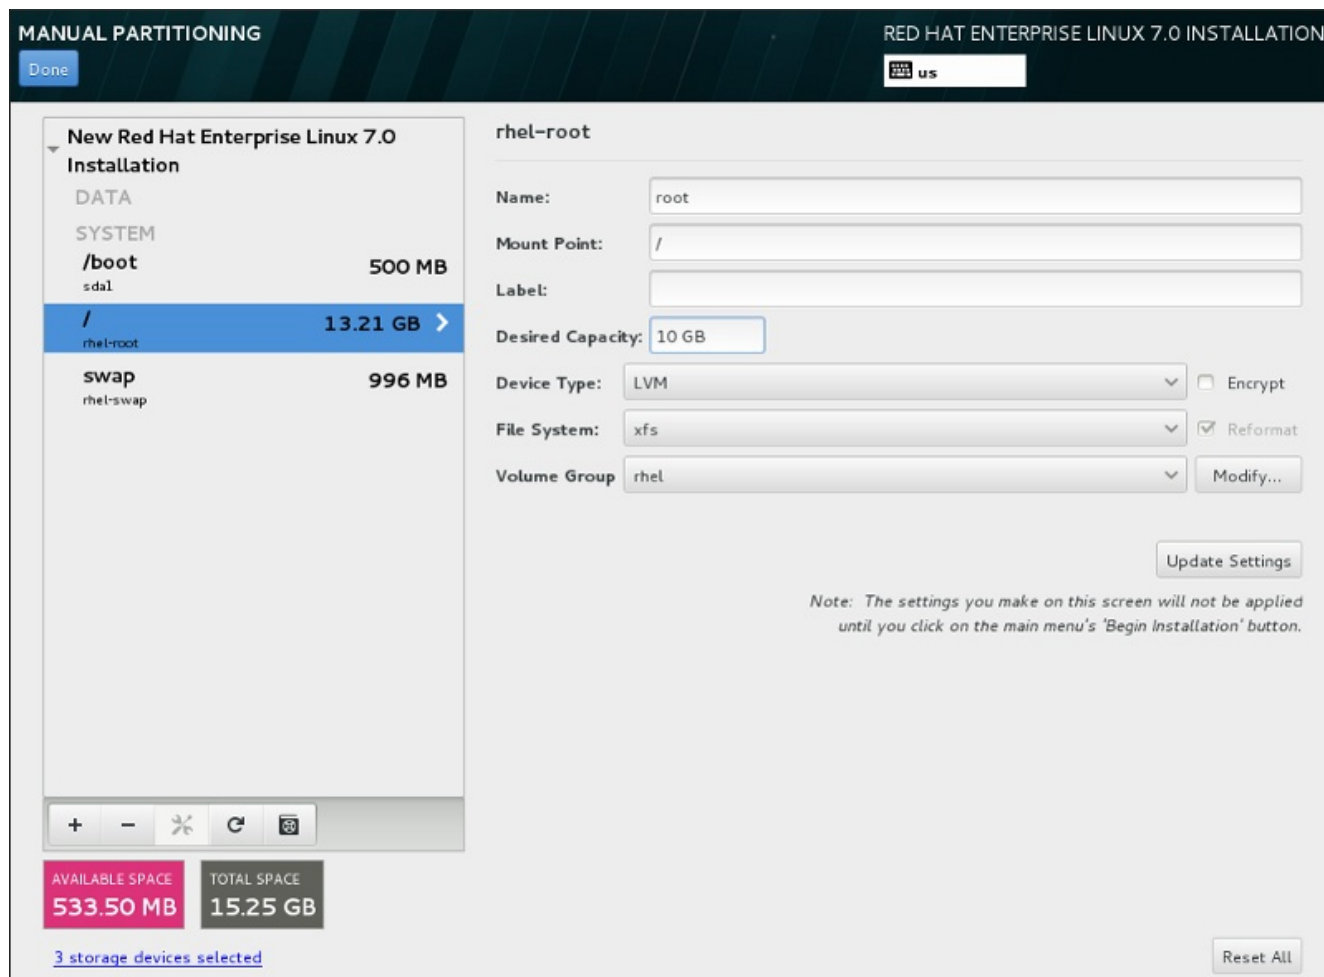 MANUAL PARTITIONING
RED HAT ENTERPRISE LINUX 7.0 INSTALLATION
Done
us
New Red Hat Enterprise Linux 7.0
Installation
DATA
SYSTEM
/boot 500 MB
sda1
/ 13.21 GB
rhel-root
swap 996 MB
rhel-swap
+ −
AVAILABLE SPACE
533.50 MB
TOTAL SPACE
15.25 GB
3 storage devices selected
rhel-root
Name: root
Mount Point: /
Label:
Desired Capacity: 10 GB
Device Type: LVM Encrypt
File System: xfs Reformat
Volume Group rhel Modify...
Update Settings
Note: The settings you make on this screen will not be applied
until you click on the main menu's 'Begin Installation' button.
Reset All